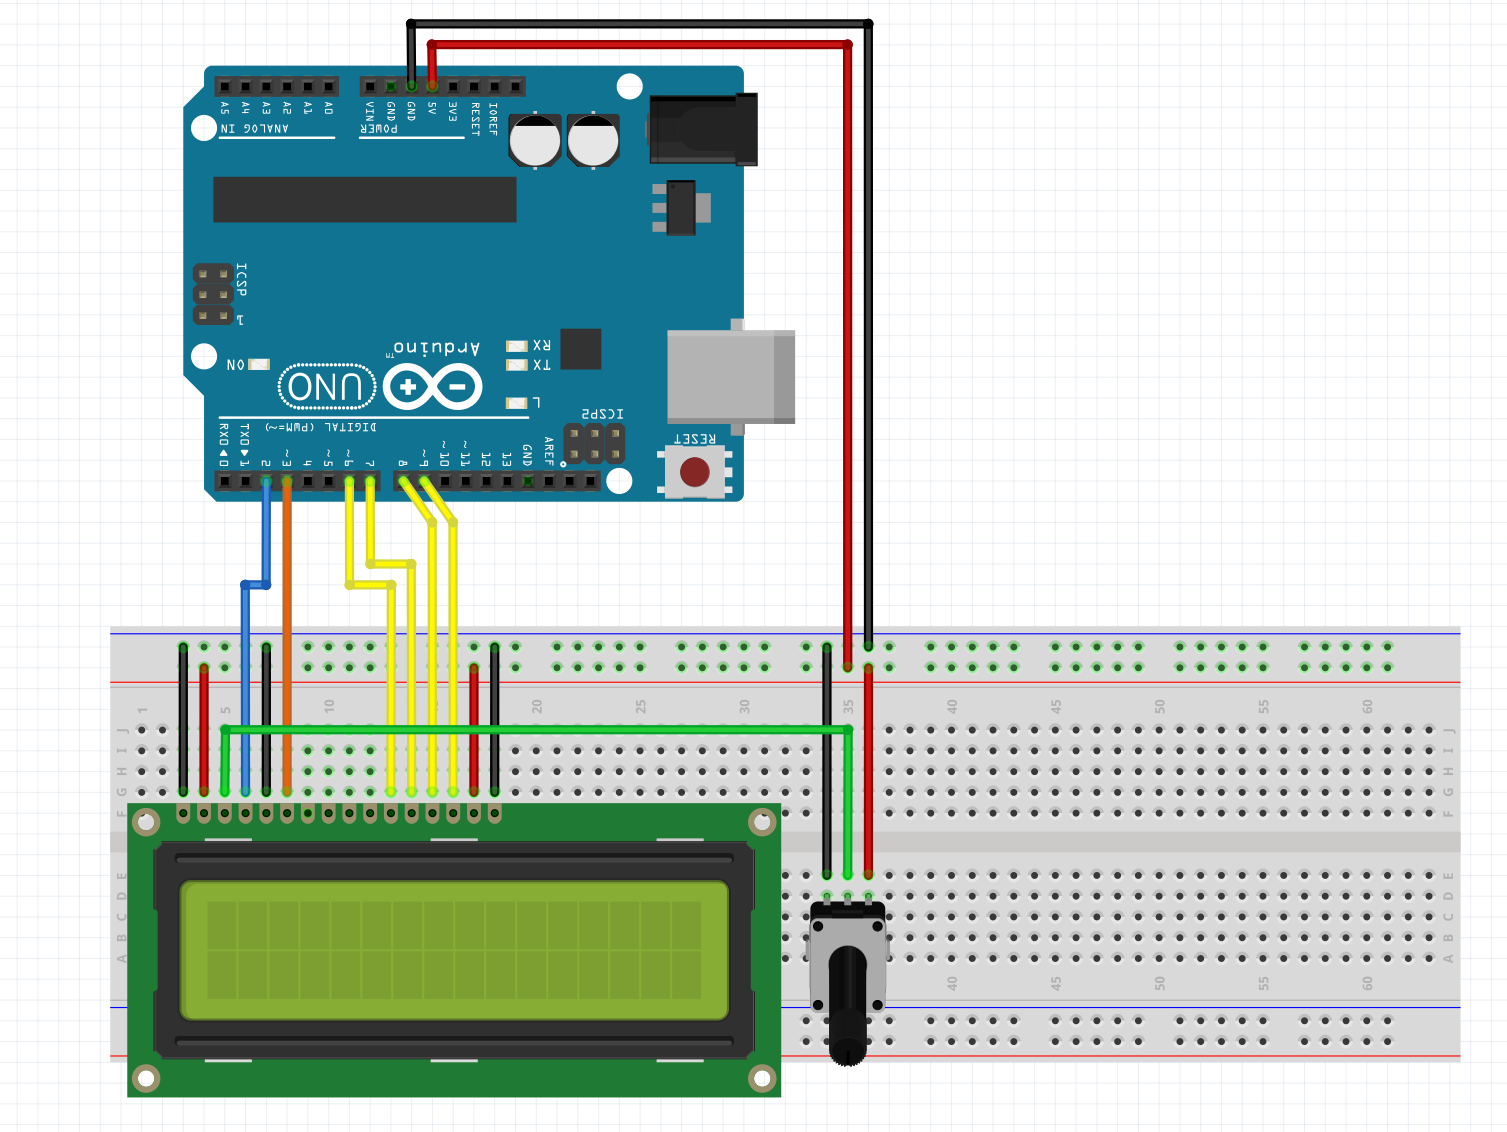 A5 A4 A3 A2 A1 A0
VIN GND GND 5V 3V3 RESET IOREF
ANALOG IN
POWER
ICSP
1
ON
UNO
Arduino
TM
RX
TX
L
ICSP2
RESET
DIGITAL (PWM=~)
RX0◀0 TX0▶1 2 ~3 4 ~5 ~6 7 8 ~9 ~10 ~11 12 13 GND AREF
1 5 10 20 25 30 35 40 45 50 55 60
J J
I I
H H
G G
F F
E E
D D
C C
B B
A A
40 45 50 55 60